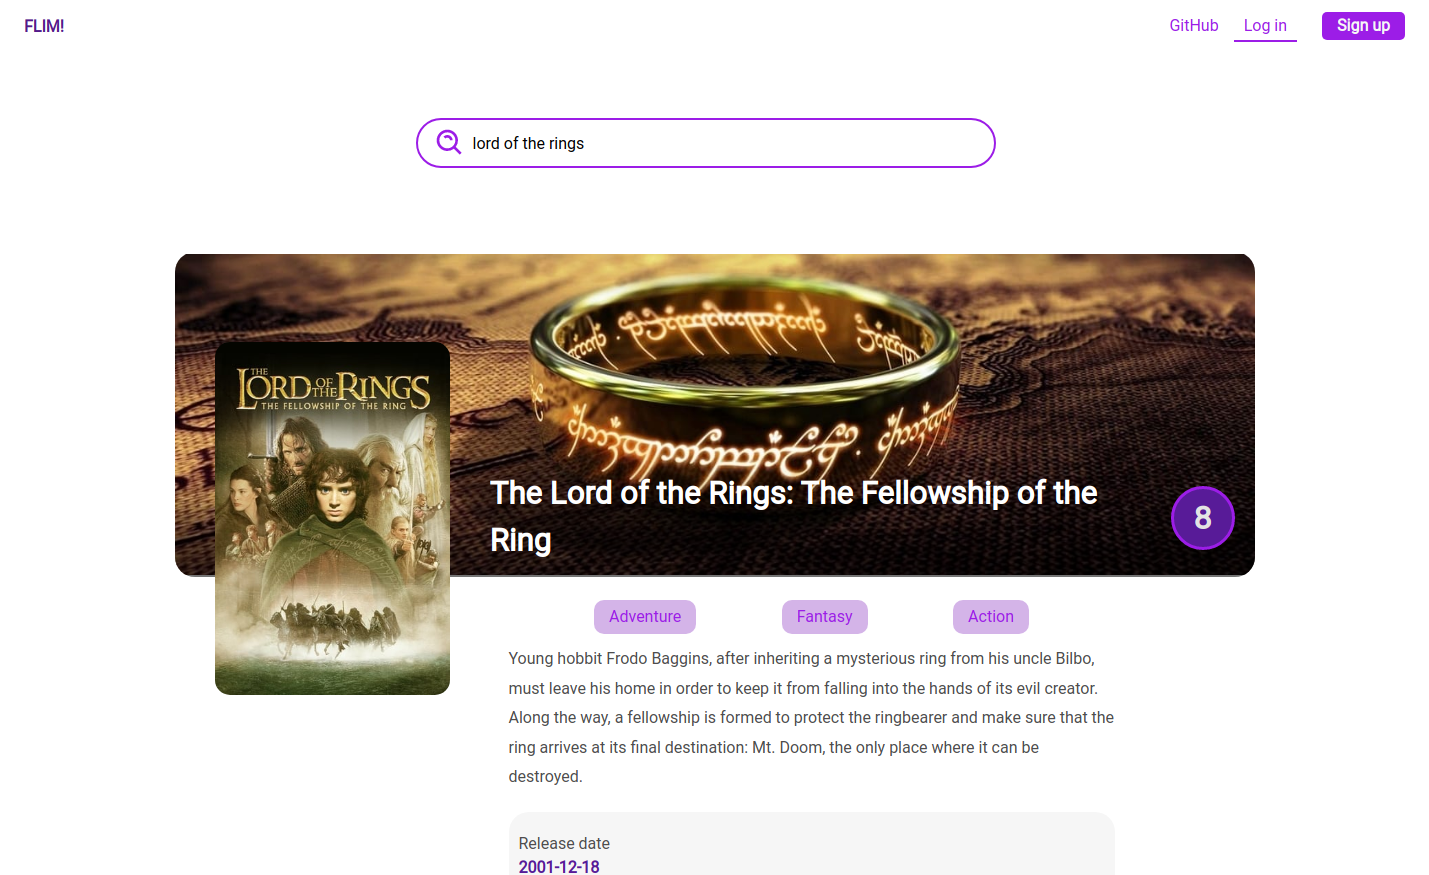 FLIM!
GitHub
Log in
Sign up
lord of the rings
THE
LORD OF THE RINGS
THE FELLOWSHIP OF THE RING
The Lord of the Rings: The Fellowship of the
Ring
8
Adventure
Fantasy
Action
Young hobbit Frodo Baggins, after inheriting a mysterious ring from his uncle Bilbo,
must leave his home in order to keep it from falling into the hands of its evil creator.
Along the way, a fellowship is formed to protect the ringbearer and make sure that the
ring arrives at its final destination: Mt. Doom, the only place where it can be
destroyed.
Release date
2001-12-18